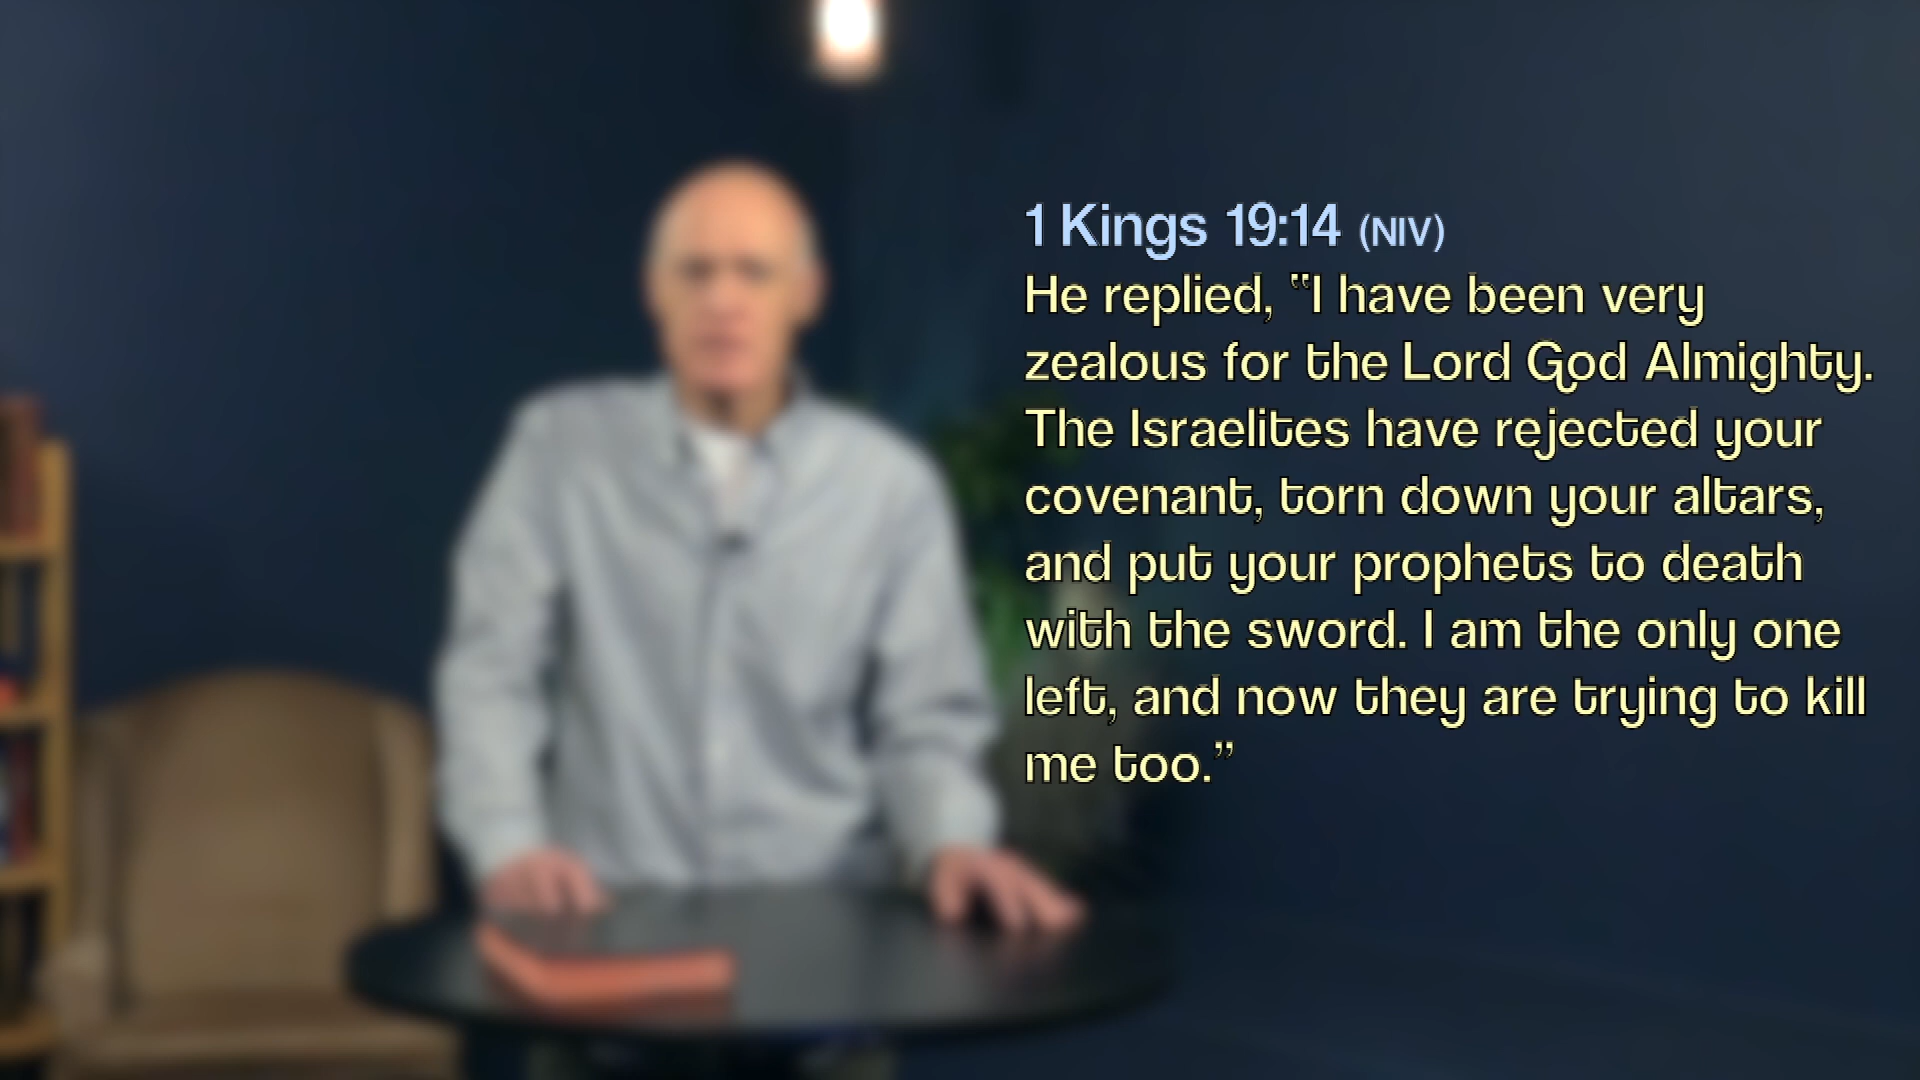 1 Kings 19:14 (NIV)
He replied, “I have been very
zealous for the Lord God Almighty.
The Israelites have rejected your
covenant, torn down your altars,
and put your prophets to death
with the sword. I am the only one
left, and now they are trying to kill
me too.”